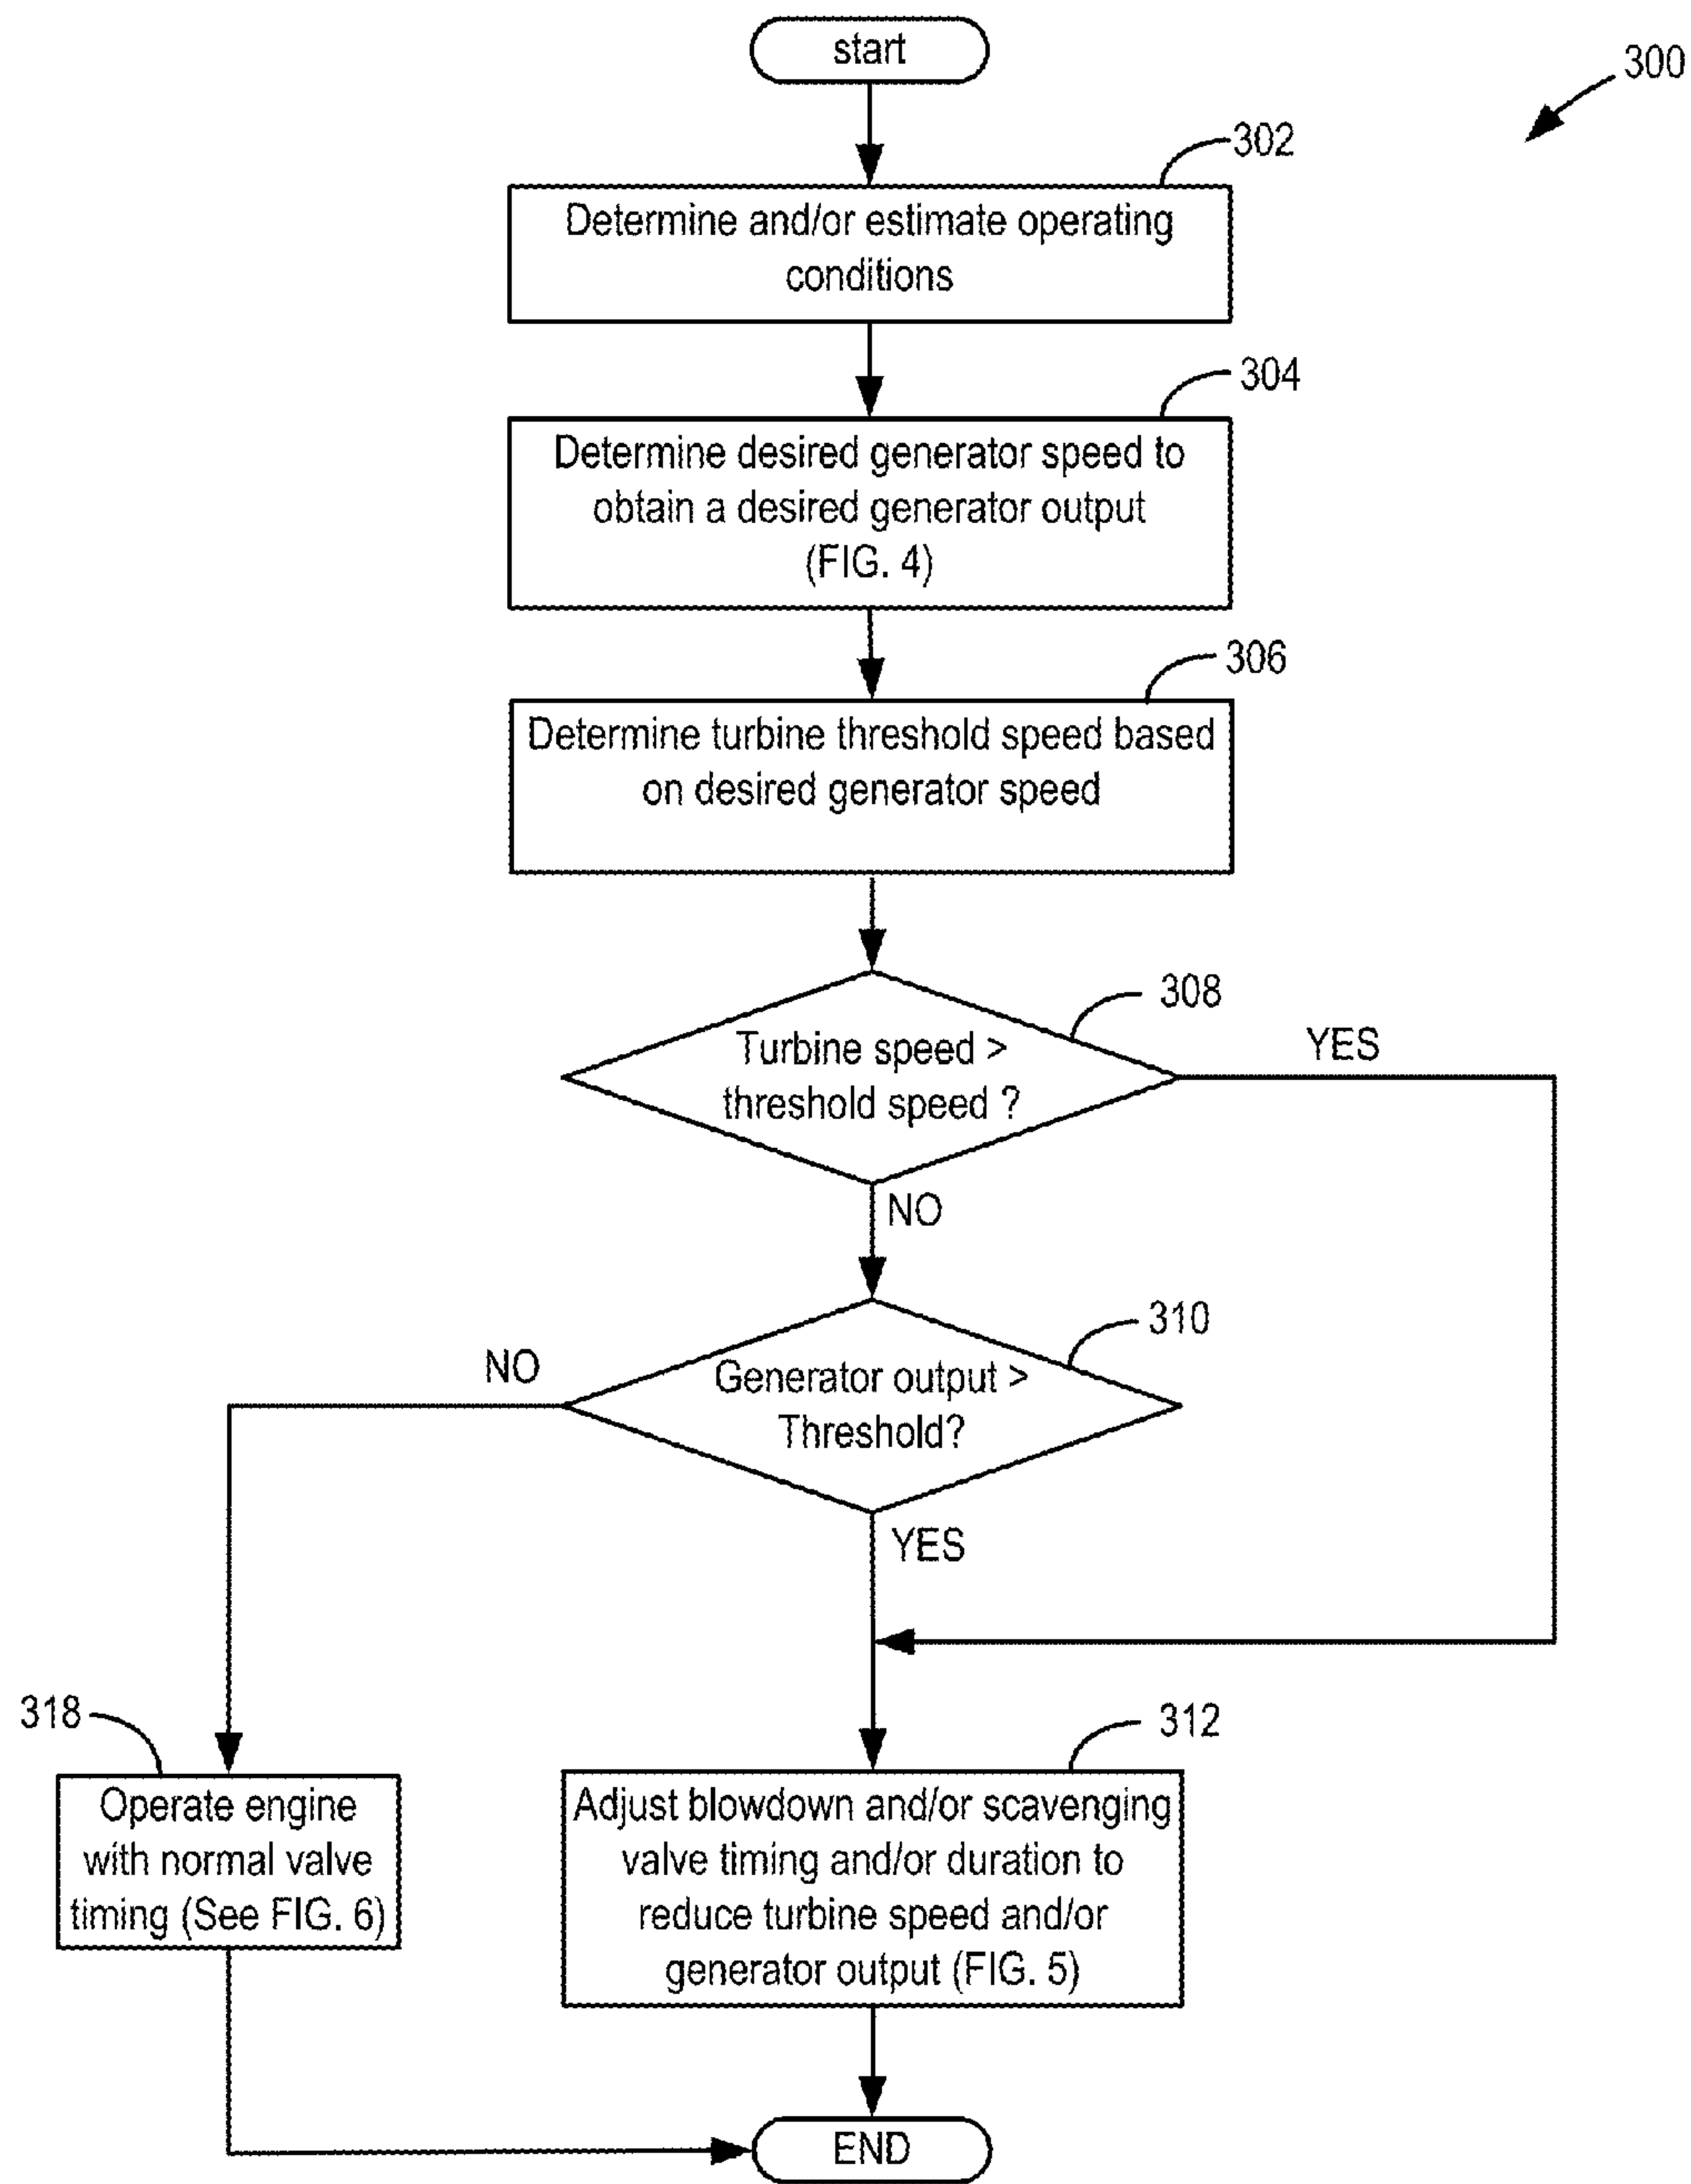 start
300
302
Determine and/or estimate operating
conditions
304
Determine desired generator speed to
obtain a desired generator output
(FIG. 4)
306
Determine turbine threshold speed based
on desired generator speed
308
Turbine speed >
threshold speed ?
YES
NO
310
Generator output >
Threshold?
NO
YES
318
Operate engine
with normal valve
timing (See FIG. 6)
312
Adjust blowdown and/or scavenging
valve timing and/or duration to
reduce turbine speed and/or
generator output (FIG. 5)
END